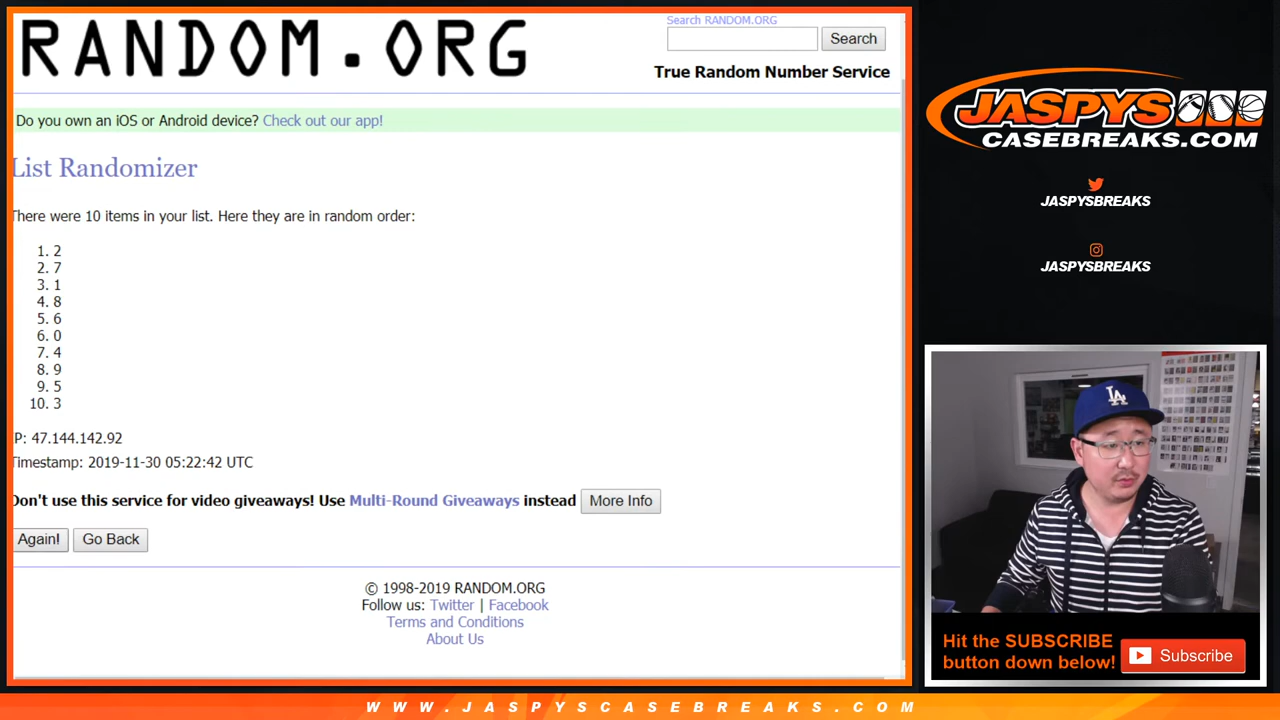 RANDOM.ORG
Search RANDOM.ORG
Search
True Random Number Service
Do you own an iOS or Android device? Check out our app!
List Randomizer
There were 10 items in your list. Here they are in random order:
1. 2
2. 7
3. 1
4. 8
5. 6
6. 0
7. 4
8. 9
9. 5
10. 3
IP: 47.144.142.92
Timestamp: 2019-11-30 05:22:42 UTC
Don't use this service for video giveaways! Use Multi-Round Giveaways instead More Info
Again! Go Back
© 1998-2019 RANDOM.ORG
Follow us: Twitter | Facebook
Terms and Conditions
About Us
JASPYS
CASEBREAKS.COM
JASPYSBREAKS
JASPYSBREAKS
LA
Hit the SUBSCRIBE
button down below!
Subscribe
WWW.JASPYSCASEBREAKS.COM